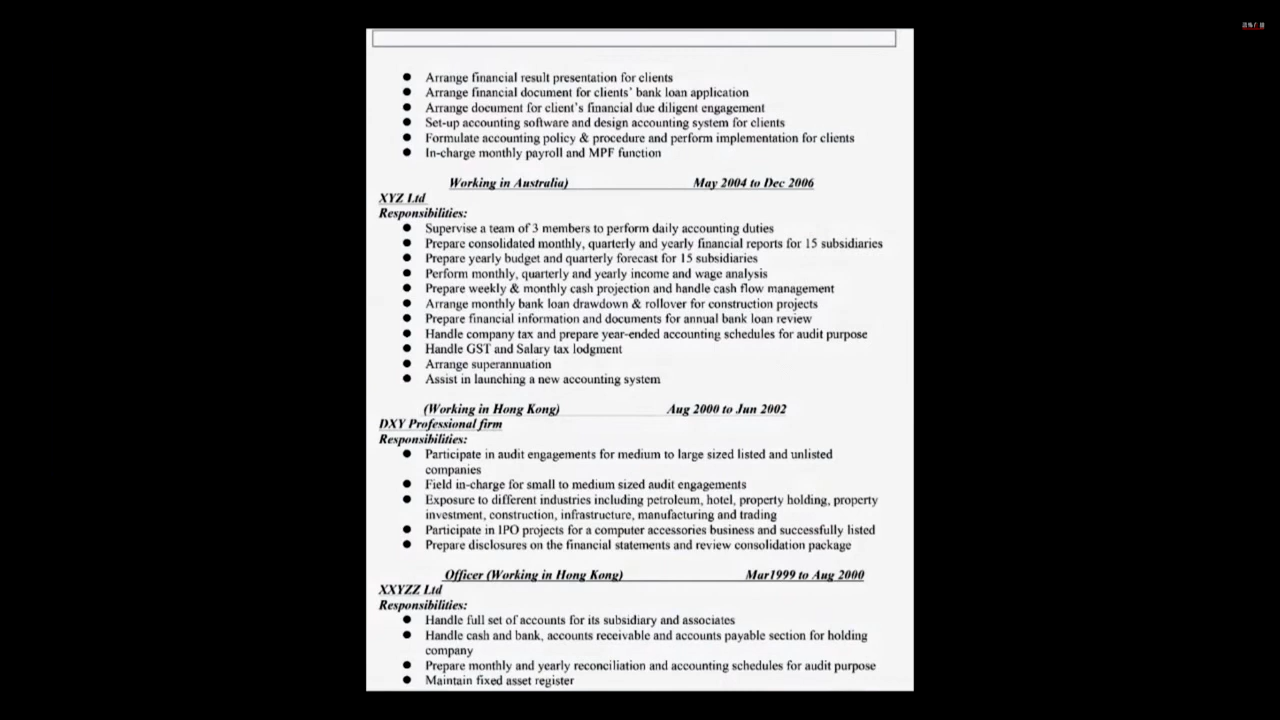 ● Arrange financial result presentation for clients
● Arrange financial document for clients' bank loan application
● Arrange document for client's financial due diligent engagement
● Set-up accounting software and design accounting system for clients
● Formulate accounting policy & procedure and perform implementation for clients
● In-charge monthly payroll and MPF function
Working in Australia) May 2004 to Dec 2006
XYZ Ltd
Responsibilities:
● Supervise a team of 3 members to perform daily accounting duties
● Prepare consolidated monthly, quarterly and yearly financial reports for 15 subsidiaries
● Prepare yearly budget and quarterly forecast for 15 subsidiaries
● Perform monthly, quarterly and yearly income and wage analysis
● Prepare weekly & monthly cash projection and handle cash flow management
● Arrange monthly bank loan drawdown & rollover for construction projects
● Prepare financial information and documents for annual bank loan review
● Handle company tax and prepare year-ended accounting schedules for audit purpose
● Handle GST and Salary tax lodgment
● Arrange superannuation
● Assist in launching a new accounting system
(Working in Hong Kong) Aug 2000 to Jun 2002
DXY Professional firm
Responsibilities:
● Participate in audit engagements for medium to large sized listed and unlisted
companies
● Field in-charge for small to medium sized audit engagements
● Exposure to different industries including petroleum, hotel, property holding, property
investment, construction, infrastructure, manufacturing and trading
● Participate in IPO projects for a computer accessories business and successfully listed
● Prepare disclosures on the financial statements and review consolidation package
Officer (Working in Hong Kong) Mar1999 to Aug 2000
XXYZZ Ltd
Responsibilities:
● Handle full set of accounts for its subsidiary and associates
● Handle cash and bank, accounts receivable and accounts payable section for holding
company
● Prepare monthly and yearly reconciliation and accounting schedules for audit purpose
● Maintain fixed asset register